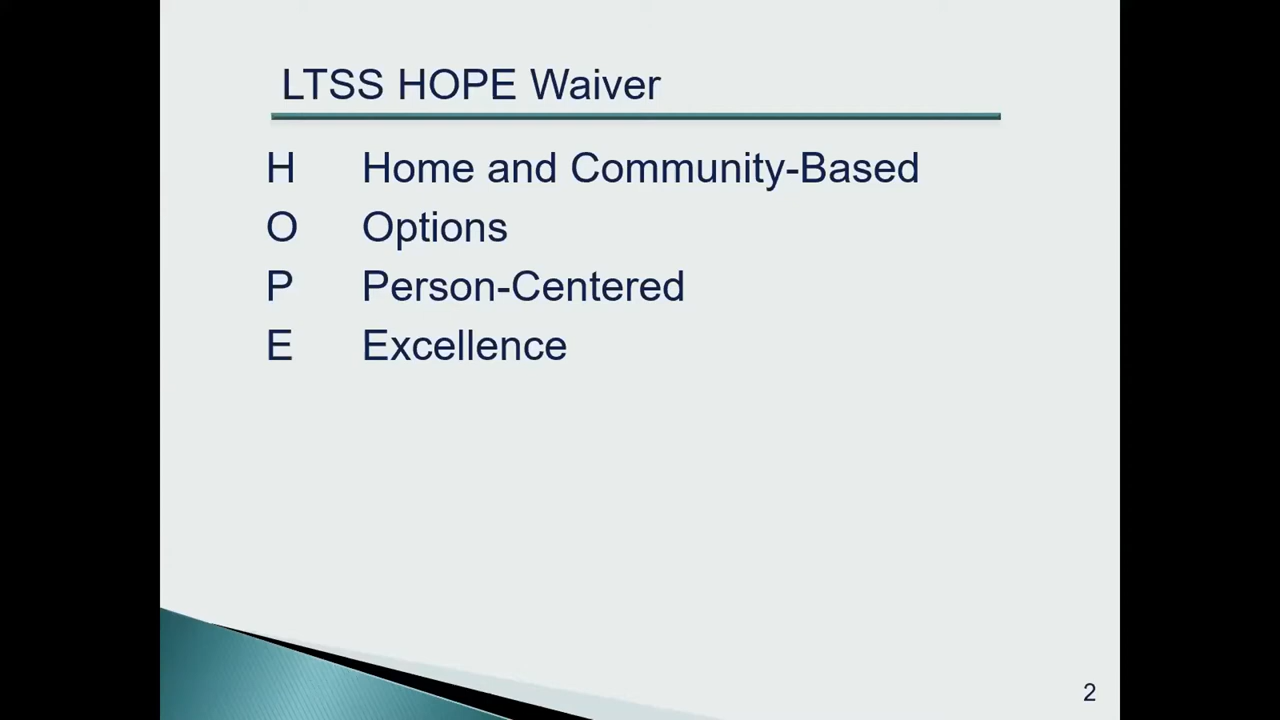 LTSS HOPE Waiver
H Home and Community-Based
O Options
P Person-Centered
E Excellence
2